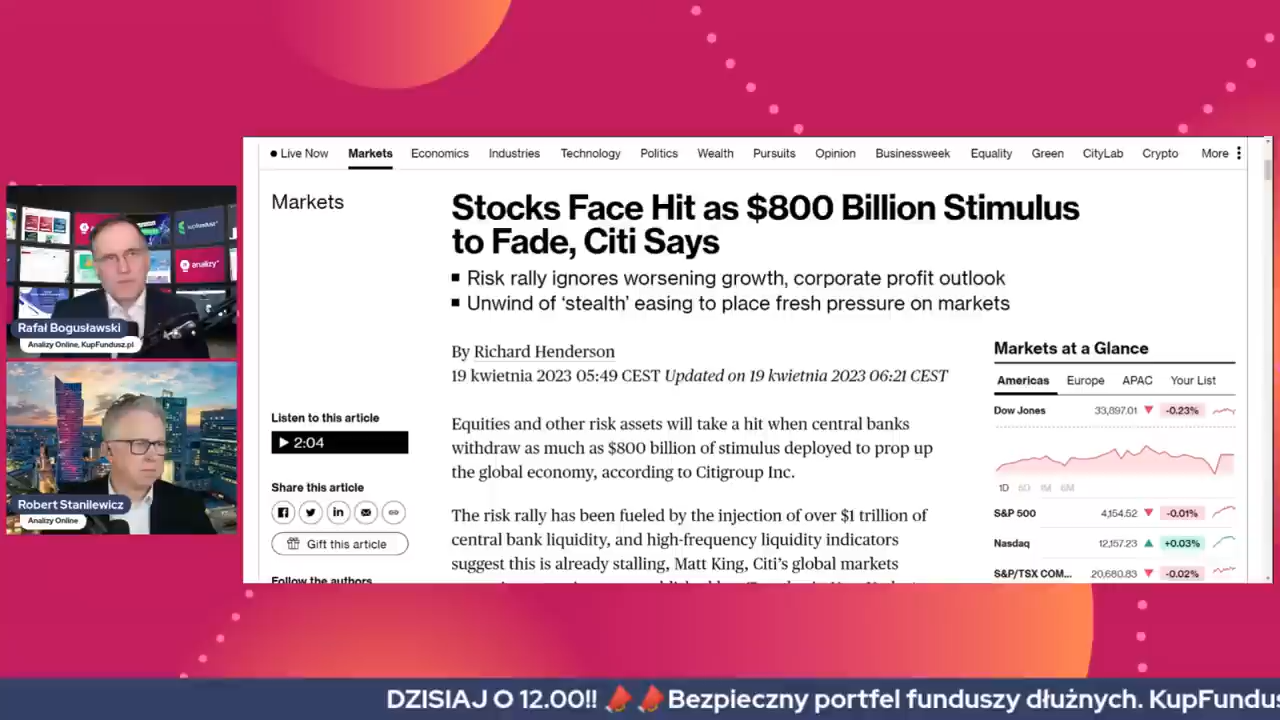 Live Now Markets Economics Industries Technology Politics Wealth Pursuits Opinion Businessweek Equality Green CityLab Crypto More
Markets
Stocks Face Hit as $800 Billion Stimulus
to Fade, Citi Says
Risk rally ignores worsening growth, corporate profit outlook
Unwind of ‘stealth’ easing to place fresh pressure on markets
By Richard Henderson
19 kwietnia 2023 05:49 CEST Updated on 19 kwietnia 2023 06:21 CEST
Listen to this article
2:04
Share this article
Gift this article
Follow the authors
Equities and other risk assets will take a hit when central banks
withdraw as much as $800 billion of stimulus deployed to prop up
the global economy, according to Citigroup Inc.
The risk rally has been fueled by the injection of over $1 trillion of
central bank liquidity, and high-frequency liquidity indicators
suggest this is already stalling, Matt King, Citi’s global markets
Markets at a Glance
Americas Europe APAC Your List
Dow Jones 33,897.01 -0.23%
1D 5D 1M 6M
S&P 500 4,154.52 -0.01%
Nasdaq 12,157.23 +0.03%
S&P/TSX COM... 20,680.83 -0.02%
kupfundusz
analizy
Rafał Bogusławski
Analizy Online, KupFundusz.pl
Robert Stanilewicz
Analizy Online
DZISIAJ O 12.00!! Bezpieczny portfel funduszy dłużnych. KupFundus